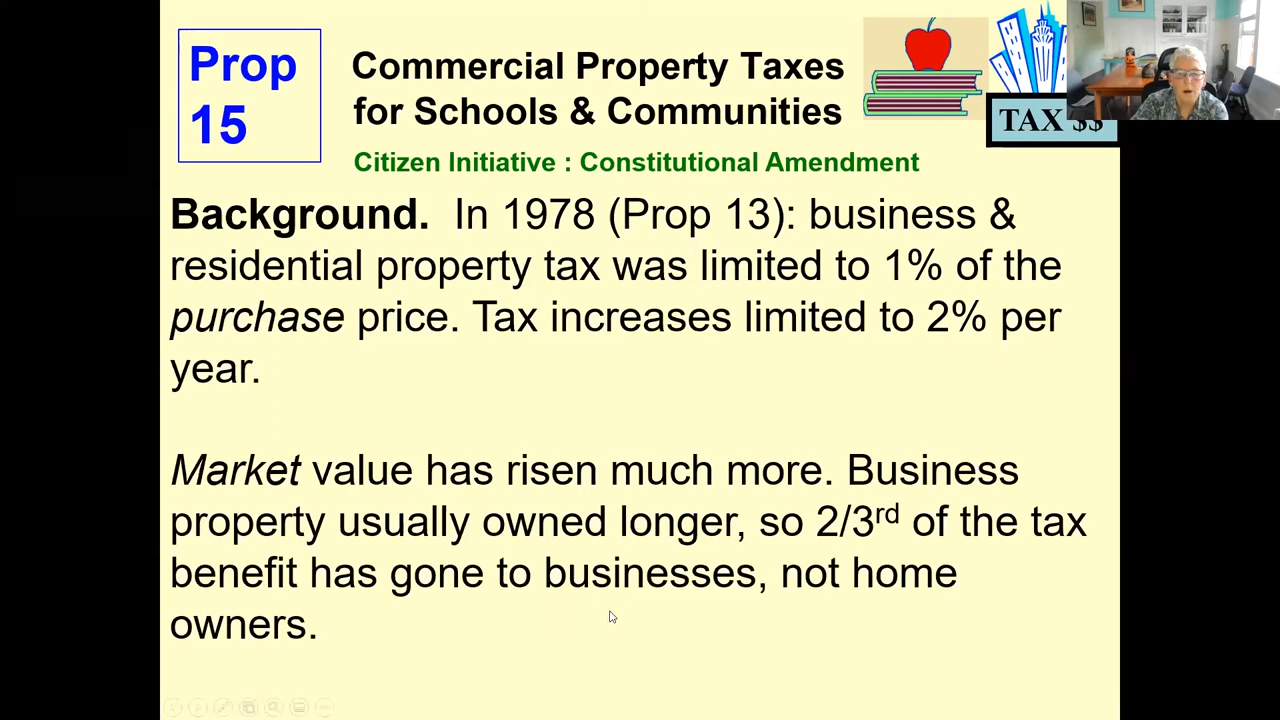 Prop
15
Commercial Property Taxes
for Schools & Communities
TAX $$
Citizen Initiative : Constitutional Amendment
Background. In 1978 (Prop 13): business &
residential property tax was limited to 1% of the
purchase price. Tax increases limited to 2% per
year.
Market value has risen much more. Business
property usually owned longer, so 2/3rd of the tax
benefit has gone to businesses, not home
owners.